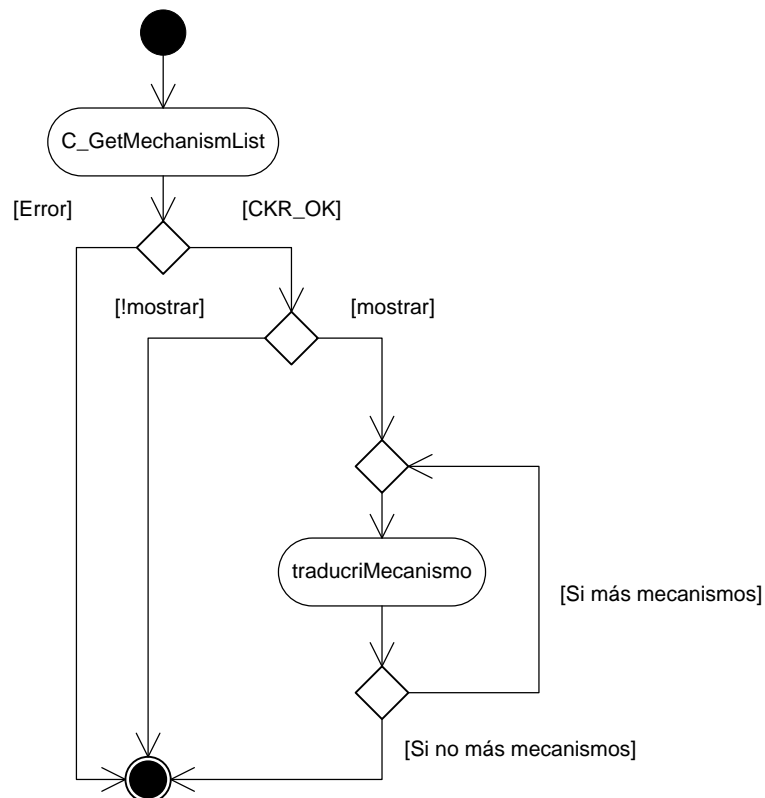 C_GetMechanismList
[Error]
[CKR_OK]
[!mostrar]
[mostrar]
traducriMecanismo
[Si más mecanismos]
[Si no más mecanismos]